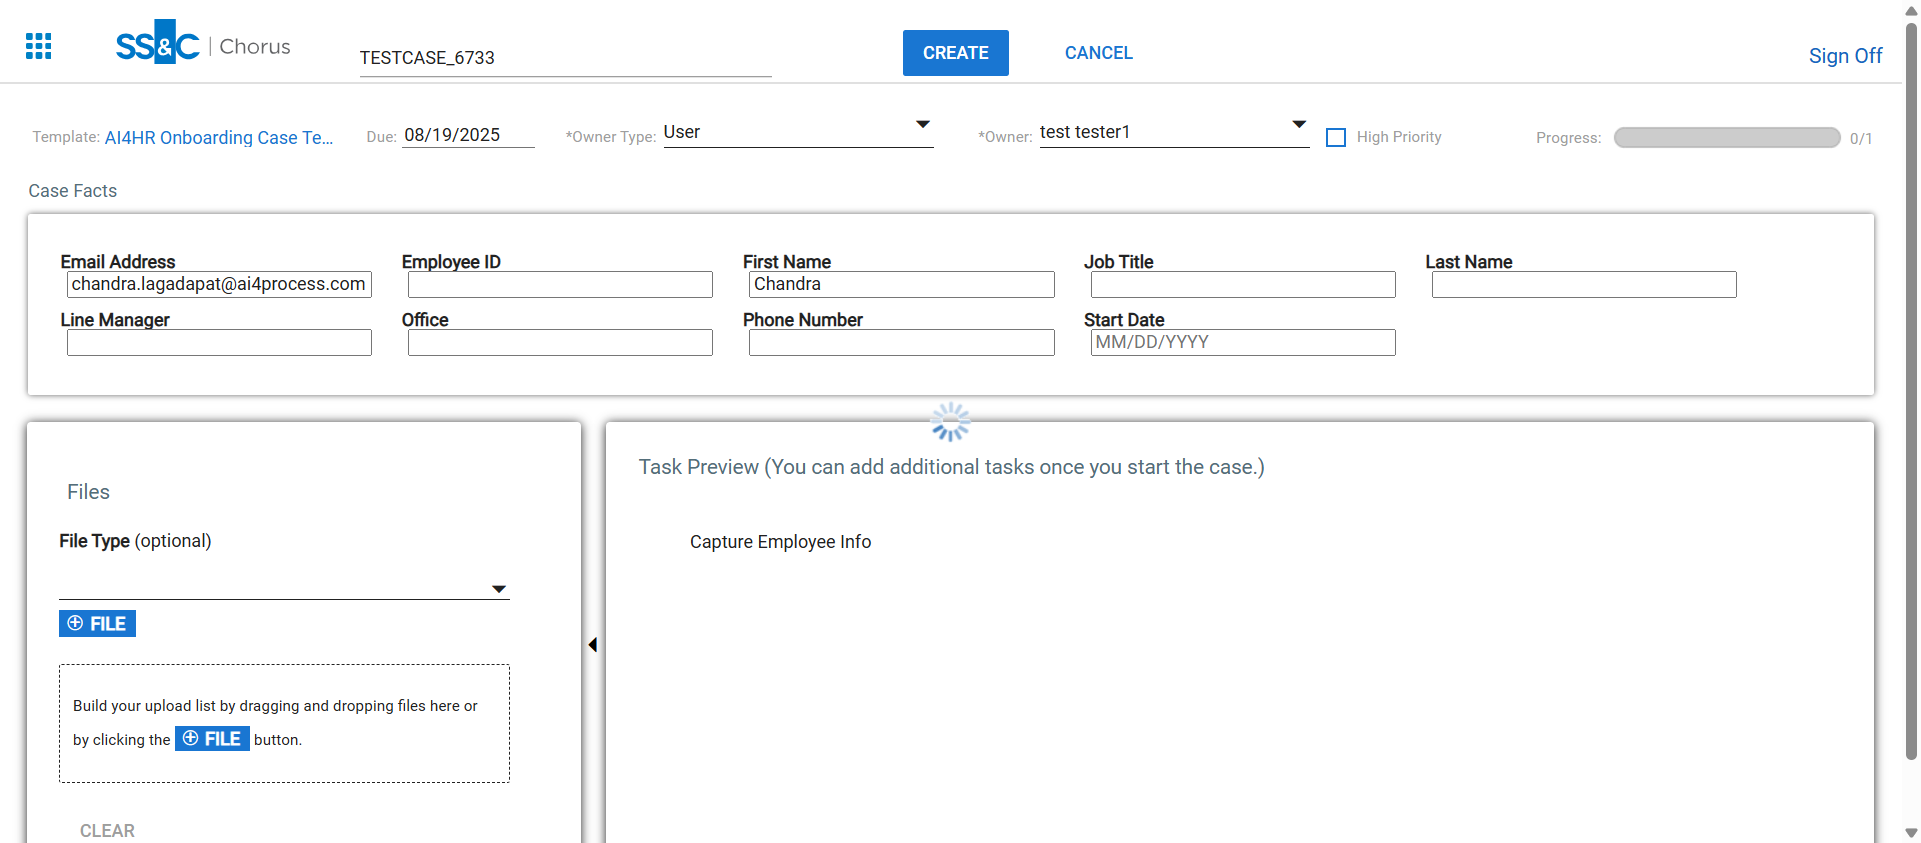 SS&C | Chorus
TESTCASE_6733
CREATE
CANCEL
Sign Off
Template: AI4HR Onboarding Case Te...
Due: 08/19/2025
*Owner Type: User
*Owner: test tester1
High Priority
Progress: 0/1
Case Facts
Email Address
chandra.lagadapat@ai4process.com
Employee ID
First Name
Chandra
Job Title
Last Name
Line Manager
Office
Phone Number
Start Date
MM/DD/YYYY
Files
File Type (optional)
FILE
Build your upload list by dragging and dropping files here or
by clicking the FILE button.
CLEAR
Task Preview (You can add additional tasks once you start the case.)
Capture Employee Info